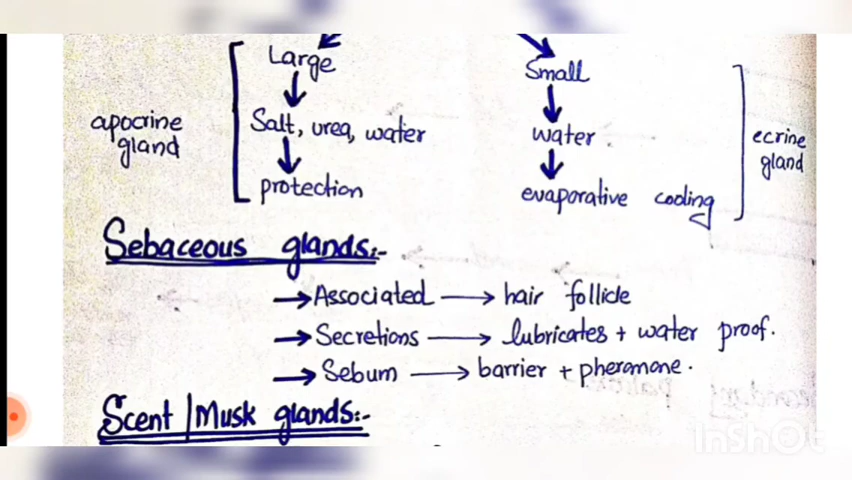 Large
Small
apocrine gland
Salt, urea, water
water
ecrine gland
protection
evaporative cooling
Sebaceous glands:-
→ Associated → hair follicle
→ Secretions → lubricates + water proof.
→ Sebum → barrier + pheromone.
Scent / Musk glands:-
InShOt